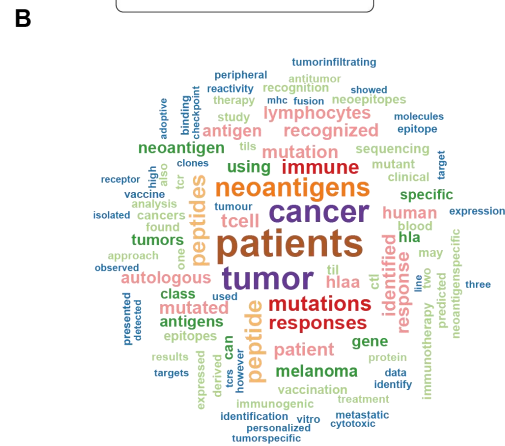 B
tumorinfiltrating
peripheral
antitumor
reactivity
recognition
showed
therapy
mhc
fusion
neoepitopes
adoptive
binding
checkpoint
study
lymphocytes
molecules
antigen
recognized
epitope
neoantigen
tils
mutation
sequencing
clones
using
immune
mutant
target
receptor
high
also
tcr
clinical
vaccine
peptides
neoantigens
specific
analysis
tumour
cancer
human
expression
isolated
cancers
tcell
blood
found
patients
hla
tumors
one
identified
response
may
neoantigenspecific
approach
observed
til
ctl
autologous
tumor
hlaa
line
two
predicted
three
class
used
mutations
presented
detected
mutated
antigens
peptide
responses
immunotherapy
epitopes
can
gene
results
expressed
derived
tcrs
however
patient
protein
targets
melanoma
data
identify
vaccination
treatment
immunogenic
identification
vitro
metastatic
cytotoxic
personalized
tumorspecific